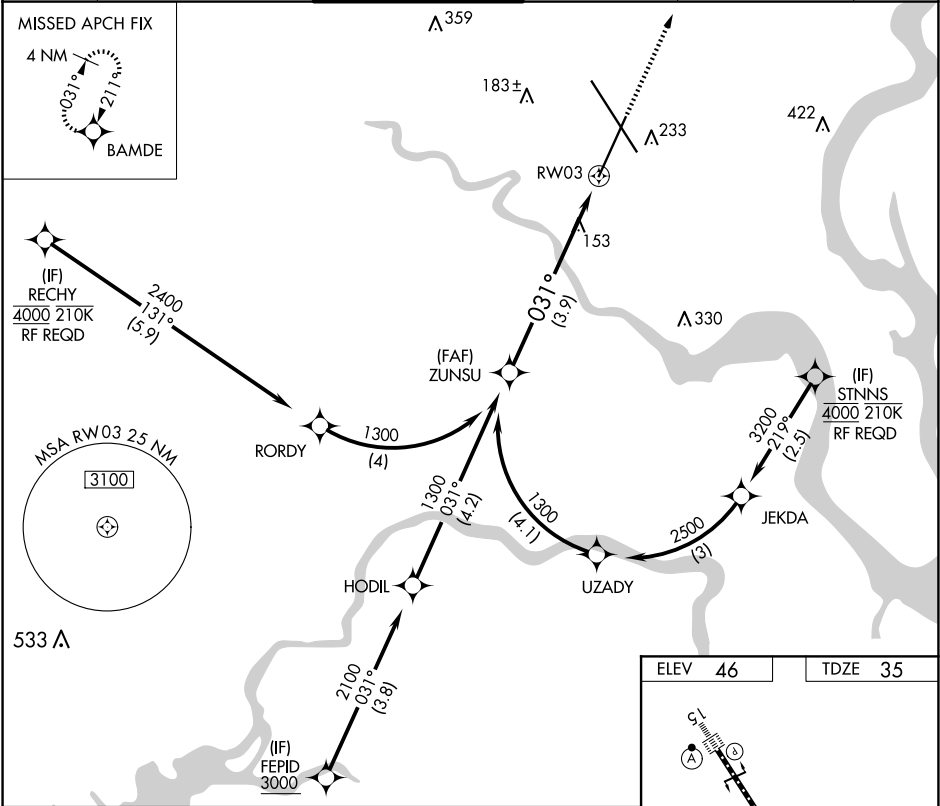 MISSED APCH FIX
4 NM
031°
211°
BAMDE
359
183±
233
422
RW03
153
(IF)
RECHY
4000 210K
RF REQD
2400
131°
(5.9)
031°
(3.9)
330
(FAF)
ZUNSU
(IF)
STNNS
4000 210K
RF REQD
3200
219°
(2.5)
RORDY
1300
(4)
MSA RW03 25 NM
3100
1300
031°
(4.2)
1300
(4.1)
2500
(3)
JEKDA
HODIL
UZADY
533
2100
031°
(3.8)
(IF)
FEPID
3000
ELEV 46
TDZE 35
15
A
P